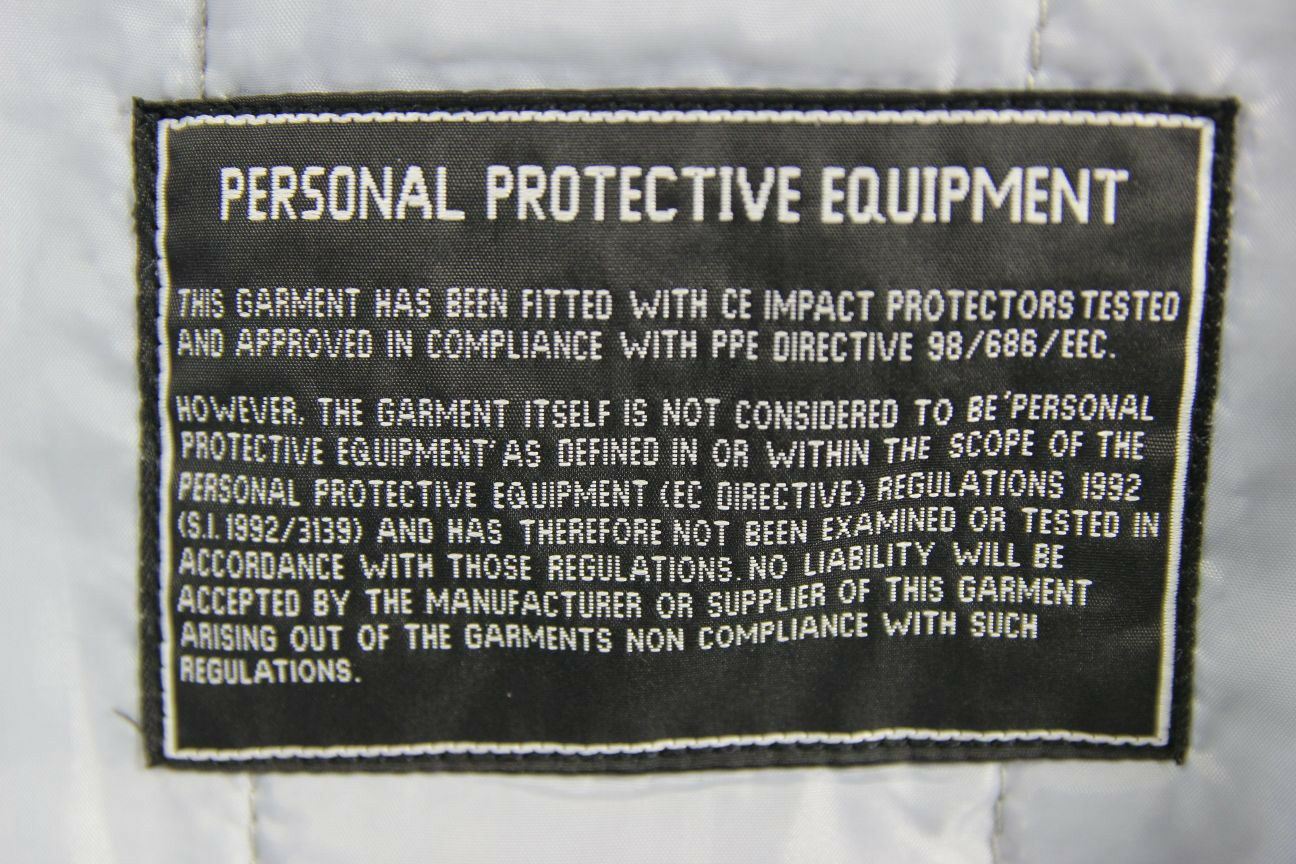 PERSONAL PROTECTIVE EQUIPMENT
THIS GARMENT HAS BEEN FITTED WITH CE IMPACT PROTECTORS TESTED
AND APPROVED IN COMPLIANCE WITH PPE DIRECTIVE 98/686/EEC.
HOWEVER, THE GARMENT ITSELF IS NOT CONSIDERED TO BE 'PERSONAL
PROTECTIVE EQUIPMENT' AS DEFINED IN OR WITHIN THE SCOPE OF THE
PERSONAL PROTECTIVE EQUIPMENT (EC DIRECTIVE) REGULATIONS 1992
(S.I. 1992/3139) AND HAS THEREFORE NOT BEEN EXAMINED OR TESTED IN
ACCORDANCE WITH THOSE REGULATIONS. NO LIABILITY WILL BE
ACCEPTED BY THE MANUFACTURER OR SUPPLIER OF THIS GARMENT
ARISING OUT OF THE GARMENTS NON COMPLIANCE WITH SUCH
REGULATIONS.